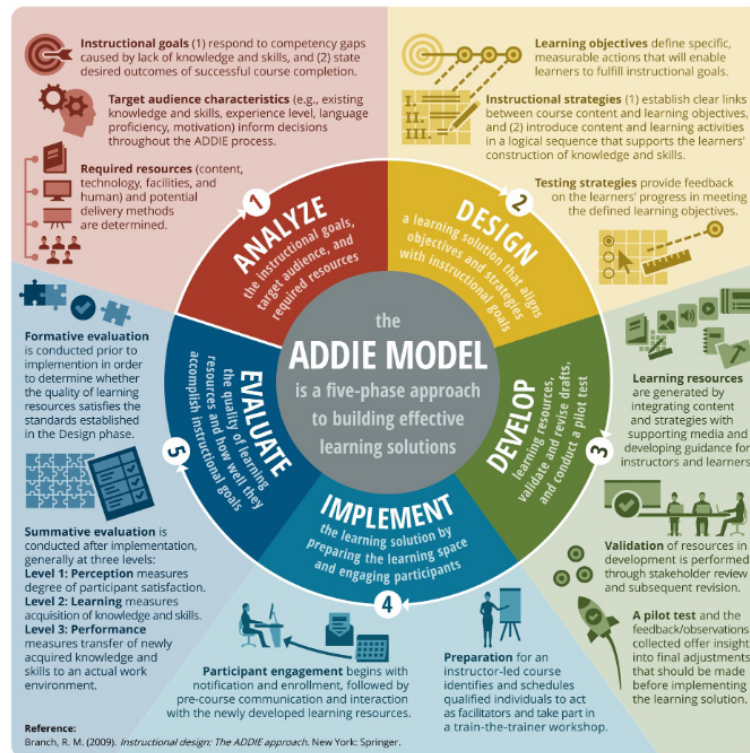 Instructional goals (1) respond to competency gaps
caused by lack of knowledge and skills, and (2) state
desired outcomes of successful course completion.
Target audience characteristics (e.g., existing
knowledge and skills, experience level, language
proficiency, motivation) inform decisions
throughout the ADDIE process.
Required resources (content,
technology, facilities, and
human) and potential
delivery methods
are determined.
1
ANALYZE
the instructional goals,
target audience, and
required resources
Learning objectives define specific,
measurable actions that will enable
learners to fulfill instructional goals.
I.
II.
III.
Instructional strategies (1) establish clear links
between course content and learning objectives,
and (2) introduce content and learning activities
in a logical sequence that supports the learners'
construction of knowledge and skills.
Testing strategies provide feedback
on the learners' progress in meeting
the defined learning objectives.
2
DESIGN
a learning solution that aligns
objectives and strategies
with instructional goals
the
ADDIE MODEL
is a five-phase approach
to building effective
learning solutions
Learning resources
are generated by
integrating content
and strategies with
supporting media and
developing guidance for
instructors and learners
Validation of resources in
development is performed
through stakeholder review
and subsequent revision.
A pilot test and the
feedback/observations
collected offer insight
into final adjustments
that should be made
before implementing
the learning solution.
3
DEVELOP
learning resources,
validate and revise drafts,
and conduct a pilot test
IMPLEMENT
the learning solution by
preparing the learning space
and engaging participants
4
Participant engagement begins with
notification and enrollment, followed by
pre-course communication and interaction
with the newly developed learning resources.
Preparation for an
instructor-led course
identifies and schedules
qualified individuals to act
as facilitators and take part in
a train-the-trainer workshop.
5
EVALUATE
the quality of learning
resources and how well they
accomplish instructional goals
Formative evaluation
is conducted prior to
implemention in order
to determine whether
the quality of learning
resources satisfies the
standards established
in the Design phase.
Summative evaluation is
conducted after implementation,
generally at three levels:
Level 1: Perception measures
degree of participant satisfaction.
Level 2: Learning measures
acquisition of knowledge and skills.
Level 3: Performance
measures transfer of newly
acquired knowledge and
skills to an actual work
environment.
Reference:
Branch, R. M. (2009). Instructional design: The ADDIE approach. New York: Springer.